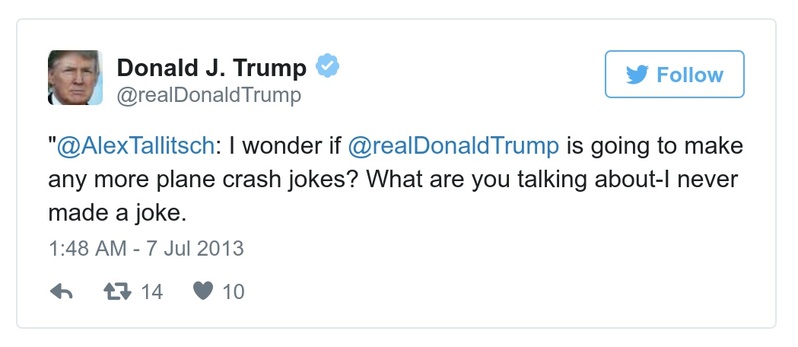 Donald J. Trump
@realDonaldTrump
Follow
"@AlexTallitsch: I wonder if @realDonaldTrump is going to make
any more plane crash jokes? What are you talking about-I never
made a joke.
1:48 AM - 7 Jul 2013
14 10